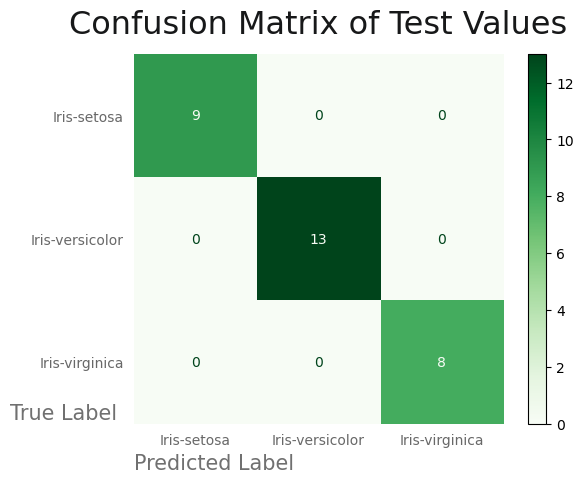 Confusion Matrix of Test Values
Iris-setosa 9 0 0
Iris-versicolor 0 13 0
Iris-virginica 0 0 8
True Label
Iris-setosa Iris-versicolor Iris-virginica
Predicted Label
12
10
8
6
4
2
0